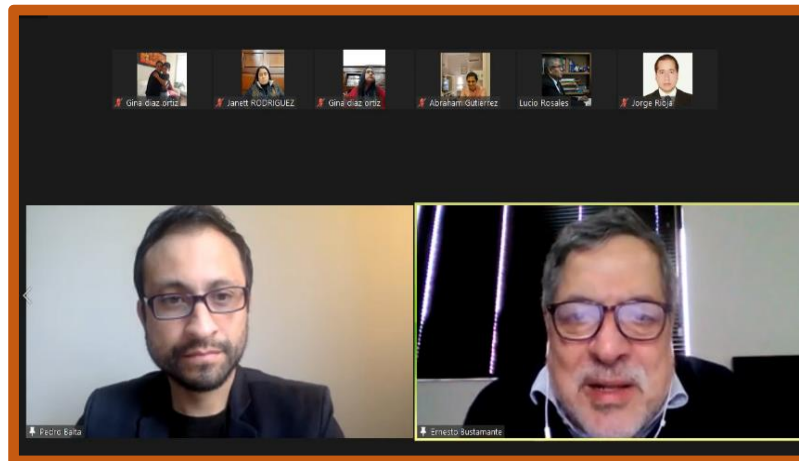 Gina diaz ortiz
Janett RODRIGUEZ
Gina diaz ortiz
Abraham Gutierrez
Lucio Rosales
Jorge Rioja
Pedro Balta
Ernesto Bustamante